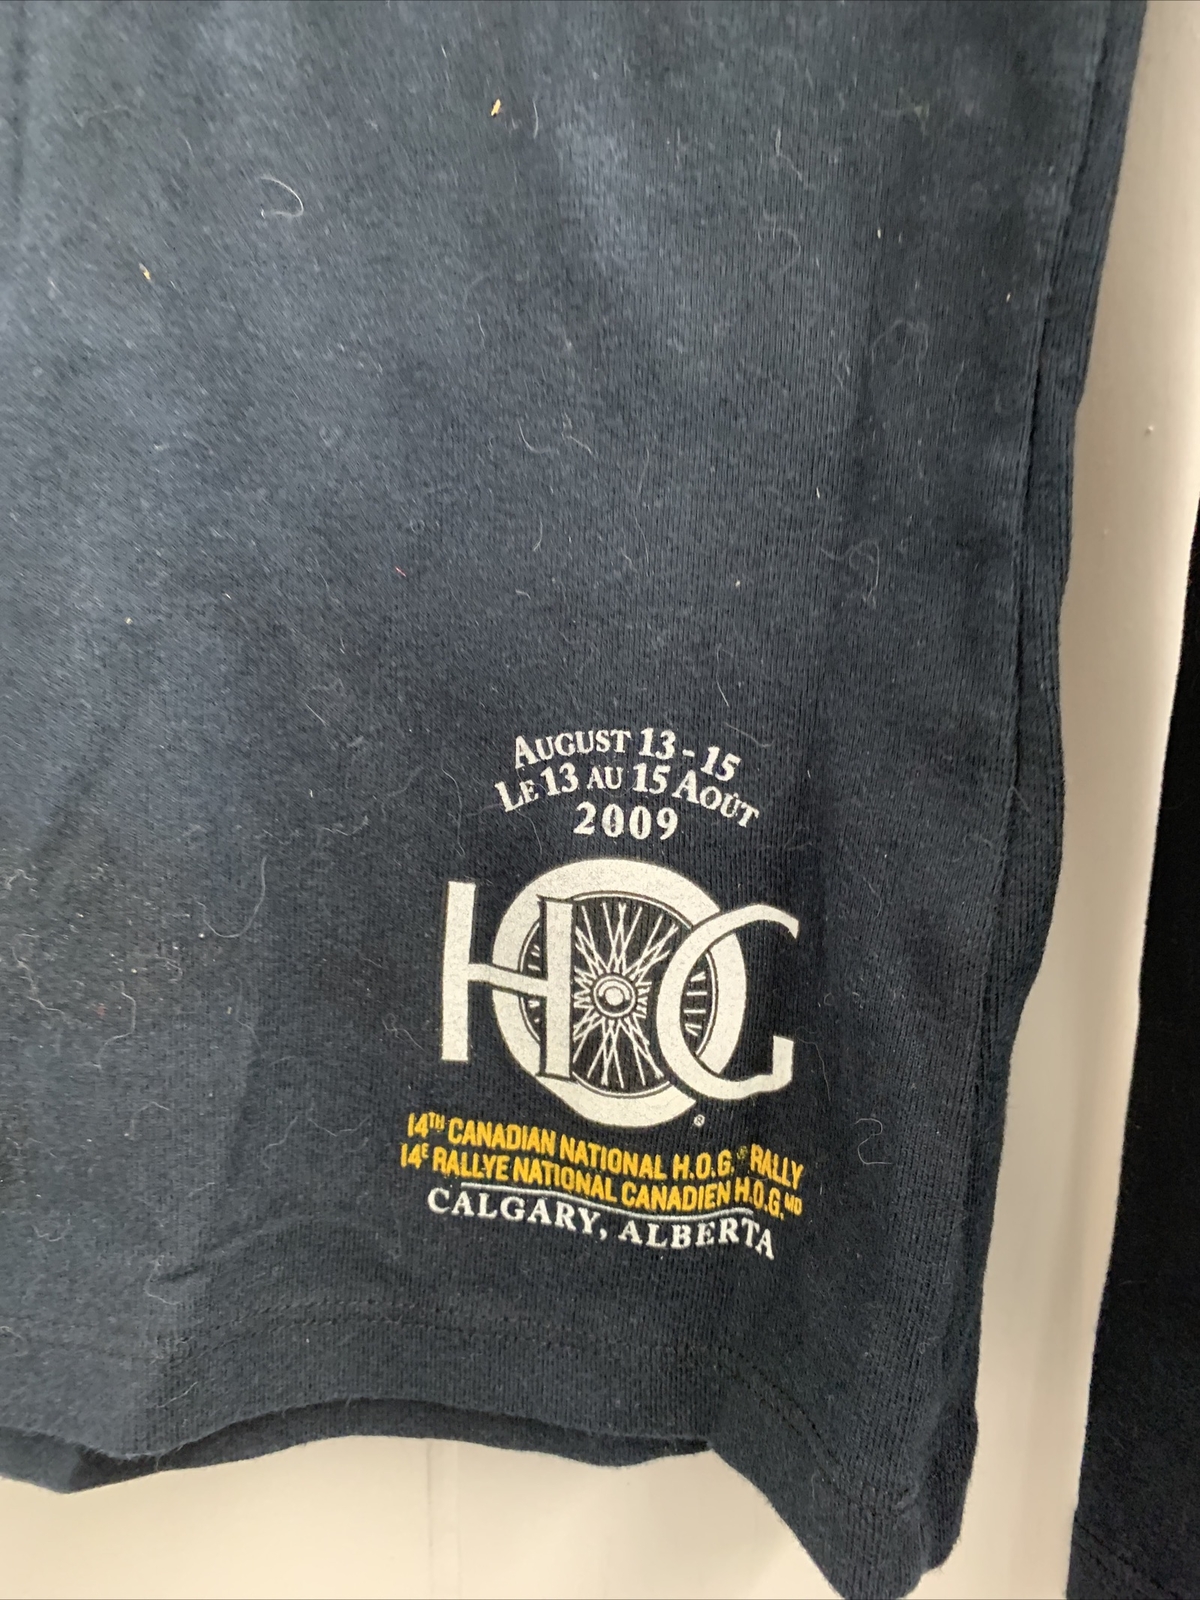 AUGUST 13 - 15
LE 13 AU 15 AOÛT
2009
HOG®
14TH CANADIAN NATIONAL H.O.G.® RALLY
14E RALLYE NATIONAL CANADIEN H.O.G.MD
CALGARY, ALBERTA